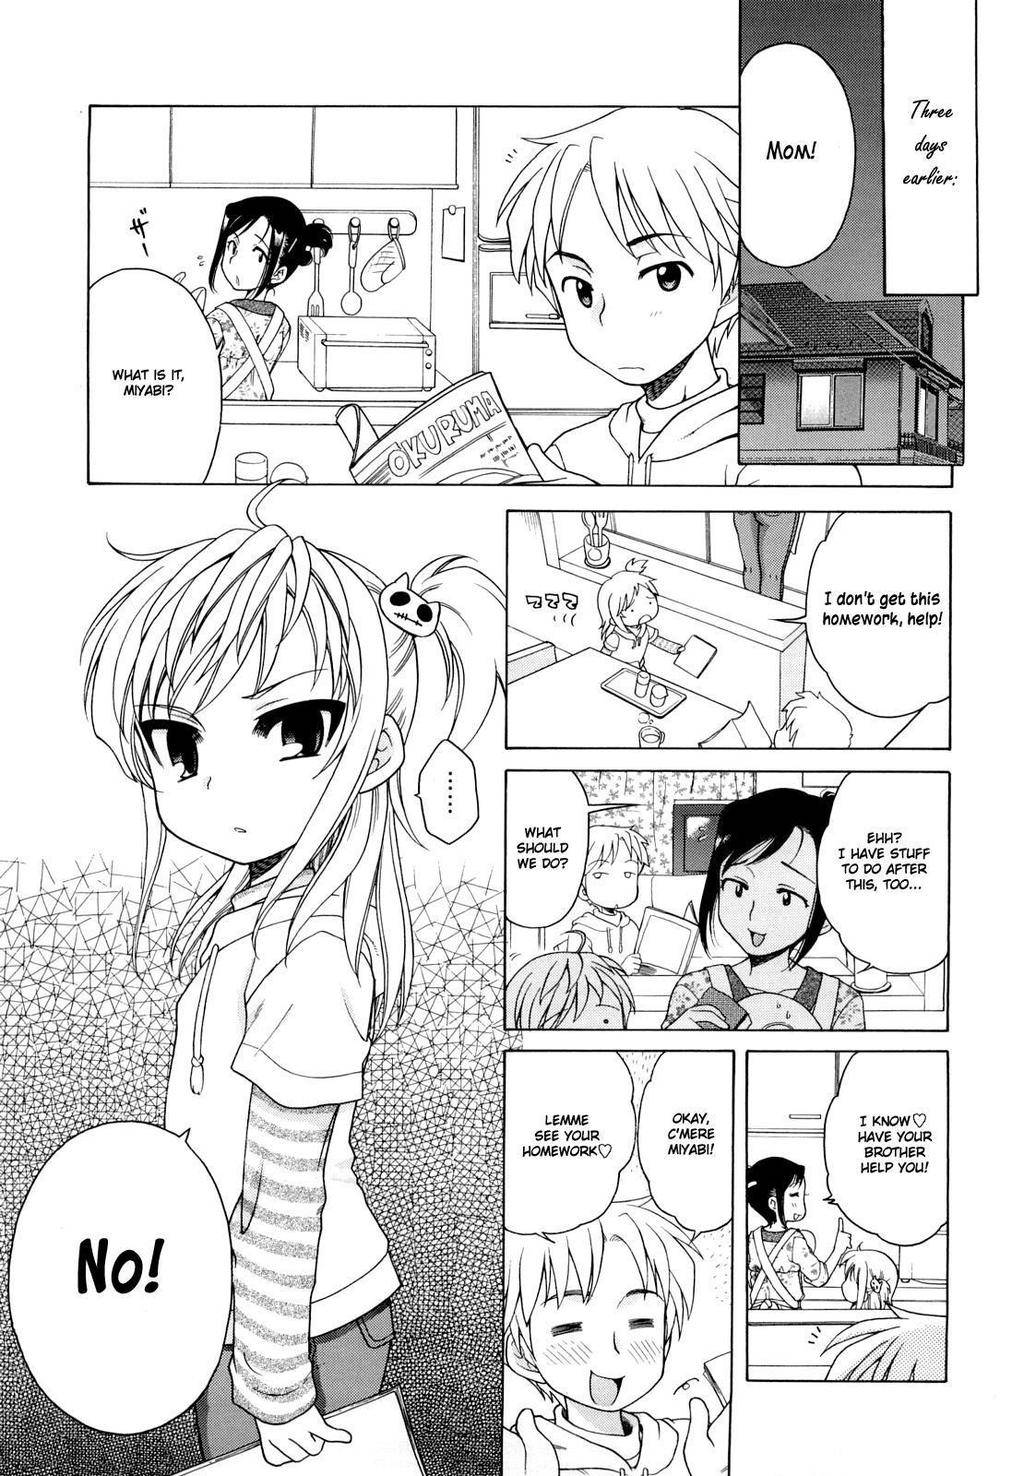 Three
days
earlier:
Mom!
WHAT IS IT,
MIYABI?
ザー
OKURUMA
I don't get this
homework, help!
EHH?
I HAVE STUFF
TO DO AFTER
THIS, TOO...
WHAT
SHOULD
WE DO?
I KNOW♡
HAVE YOUR
BROTHER
HELP YOU!
OKAY,
C'MERE
MIYABI!
LEMME
SEE YOUR
HOMEWORK♡
......
No!